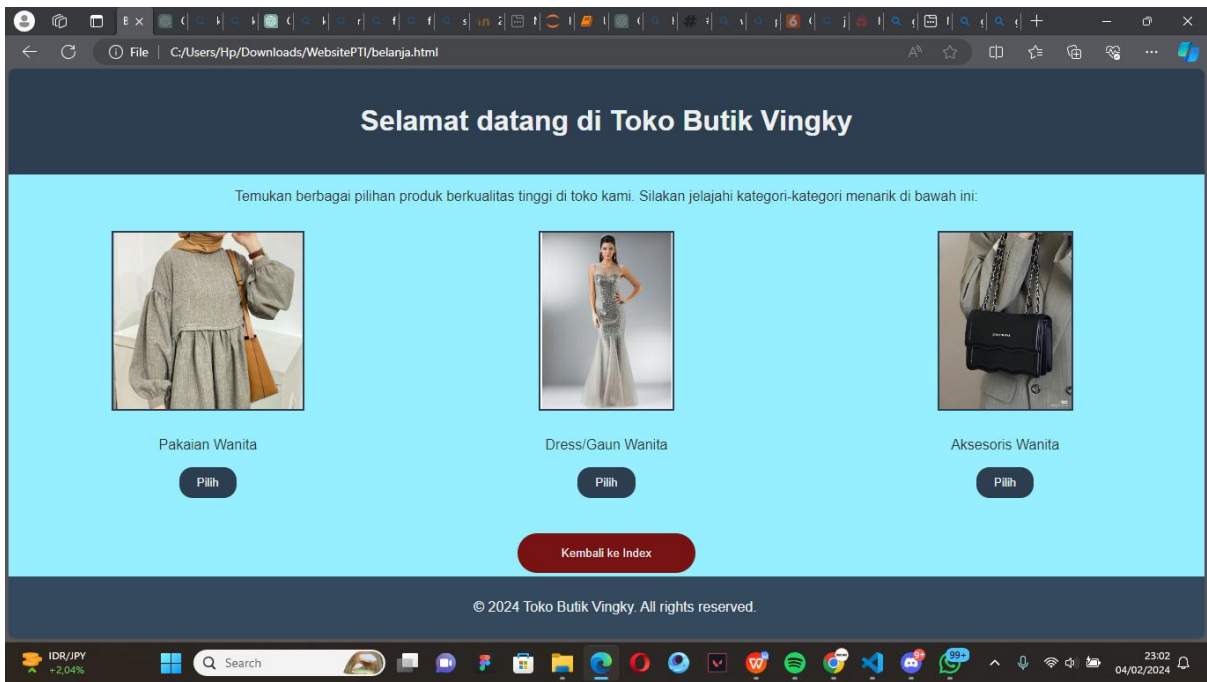 File
C:/Users/Hp/Downloads/WebsitePTI/belanja.html
Selamat datang di Toko Butik Vingky
Temukan berbagai pilihan produk berkualitas tinggi di toko kami. Silakan jelajahi kategori-kategori menarik di bawah ini:
Pakaian Wanita
Dress/Gaun Wanita
Aksesoris Wanita
Pilih
Pilih
Pilih
Kembali ke Index
© 2024 Toko Butik Vingky. All rights reserved.
IDR/JPY
+2,04%
Search
99+
23:02
04/02/2024